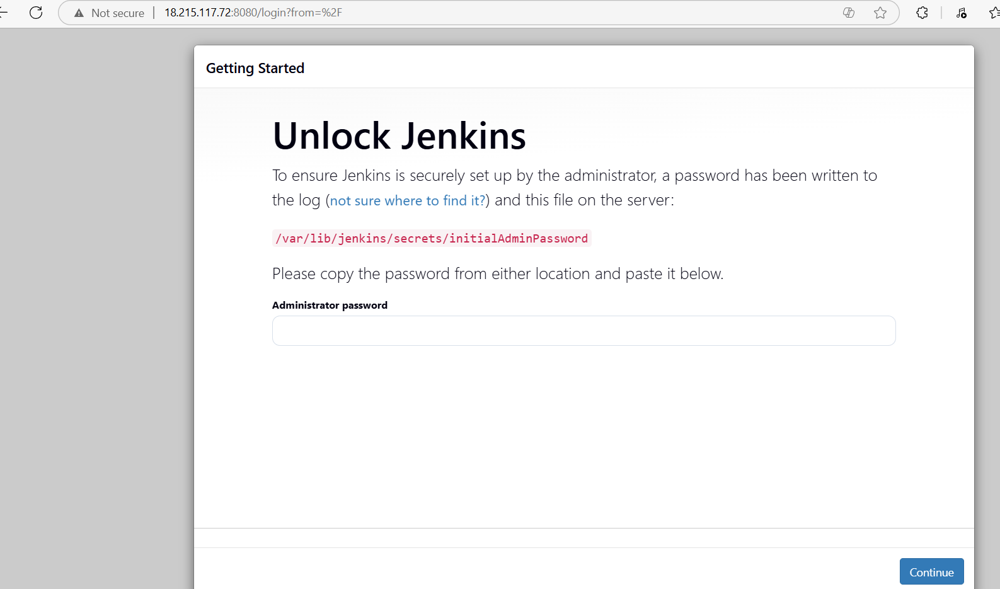 Not secure | 18.215.117.72:8080/login?from=%2F
Getting Started
Unlock Jenkins
To ensure Jenkins is securely set up by the administrator, a password has been written to
the log (not sure where to find it?) and this file on the server:
/var/lib/jenkins/secrets/initialAdminPassword
Please copy the password from either location and paste it below.
Administrator password
Continue